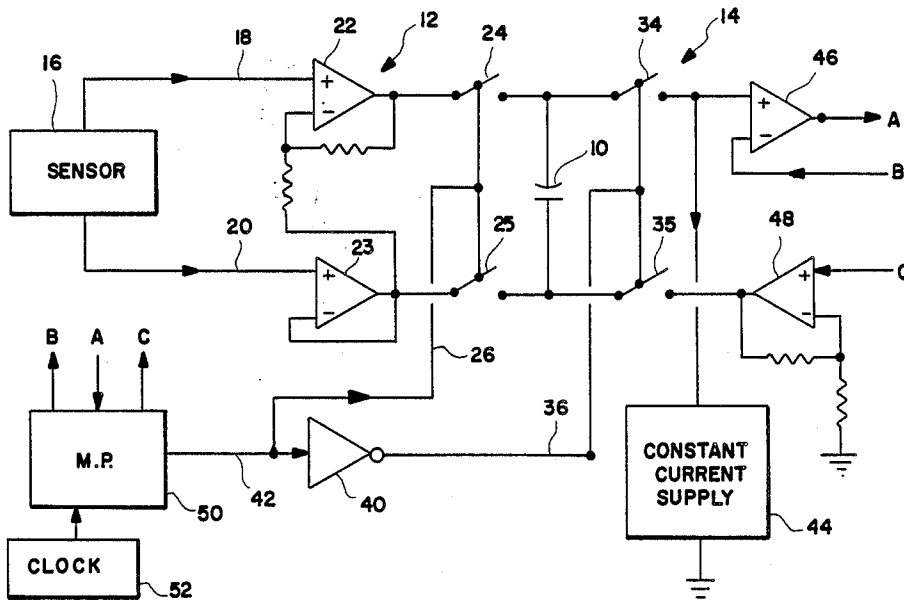 22
12
24
34
14
16
18
46
+
−
A
10
SENSOR
B
25
35
20
23
48
+
−
+
−
C
B
A
C
26
36
M.P.
CONSTANT
CURRENT
SUPPLY
42
40
50
44
CLOCK
52